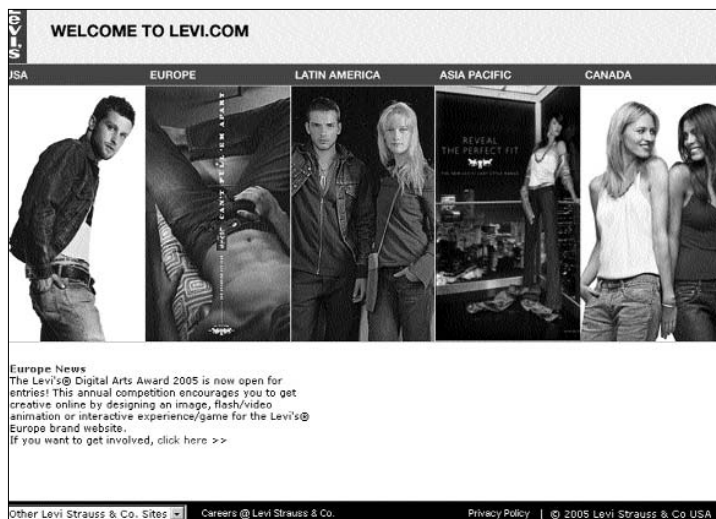 Levi's
WELCOME TO LEVI.COM
USA
EUROPE
LATIN AMERICA
ASIA PACIFIC
CANADA
CAN'T PULL 'EM APART
REVEAL
THE PERFECT FIT
Europe News
The Levi's® Digital Arts Award 2005 is now open for
entries! This annual competition encourages you to get
creative online by designing an image, flash/video
animation or interactive experience/game for the Levi's®
Europe brand website.
If you want to get involved, click here >>
Other Levi Strauss & Co. Sites
Careers @ Levi Strauss & Co.
Privacy Policy | © 2005 Levi Strauss & Co USA